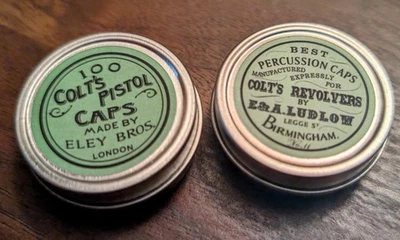 100
COLT'S
PISTOL
CAPS.
MADE BY
ELEY BROS.
LONDON
BEST
PERCUSSION CAPS
MANUFACTURED EXPRESSLY FOR
COLT'S REVOLVERS
BY
E & A. LUDLOW
LEGGE ST
BIRMINGHAM.